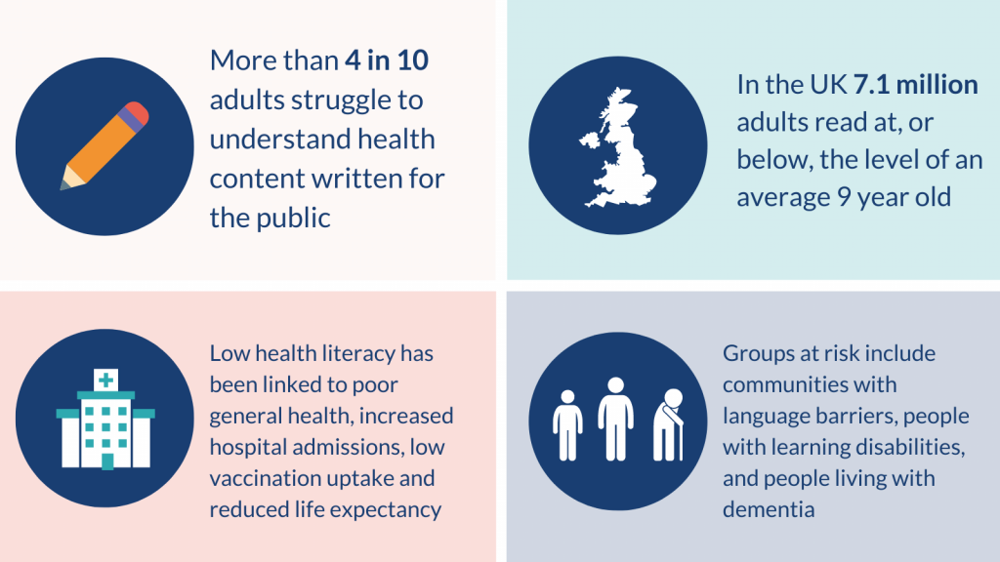 More than 4 in 10
adults struggle to
understand health
content written for
the public
In the UK 7.1 million
adults read at, or
below, the level of an
average 9 year old
Low health literacy has
been linked to poor
general health, increased
hospital admissions, low
vaccination uptake and
reduced life expectancy
Groups at risk include
communities with
language barriers, people
with learning disabilities,
and people living with
dementia